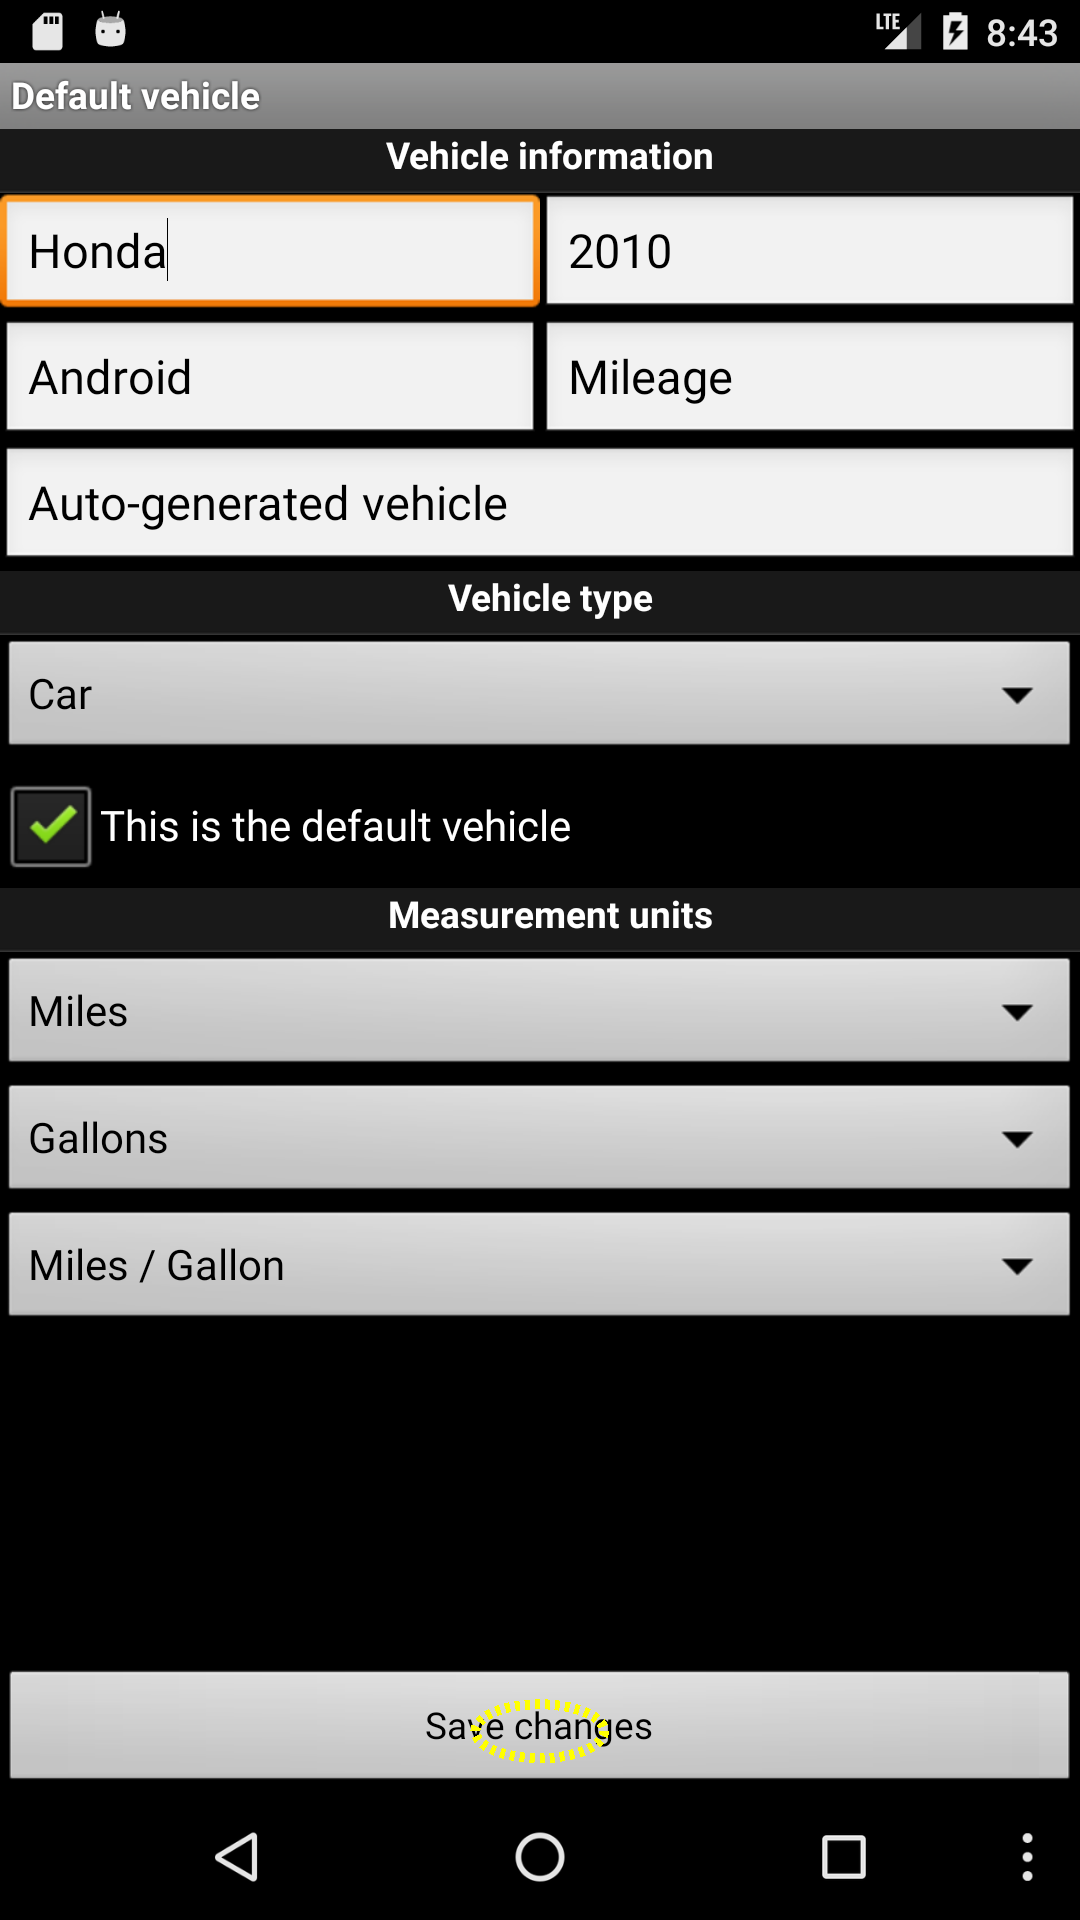 LTE 8:43
Default vehicle
Vehicle information
Honda 2010
Android Mileage
Auto-generated vehicle
Vehicle type
Car
This is the default vehicle
Measurement units
Miles
Gallons
Miles / Gallon
Save changes